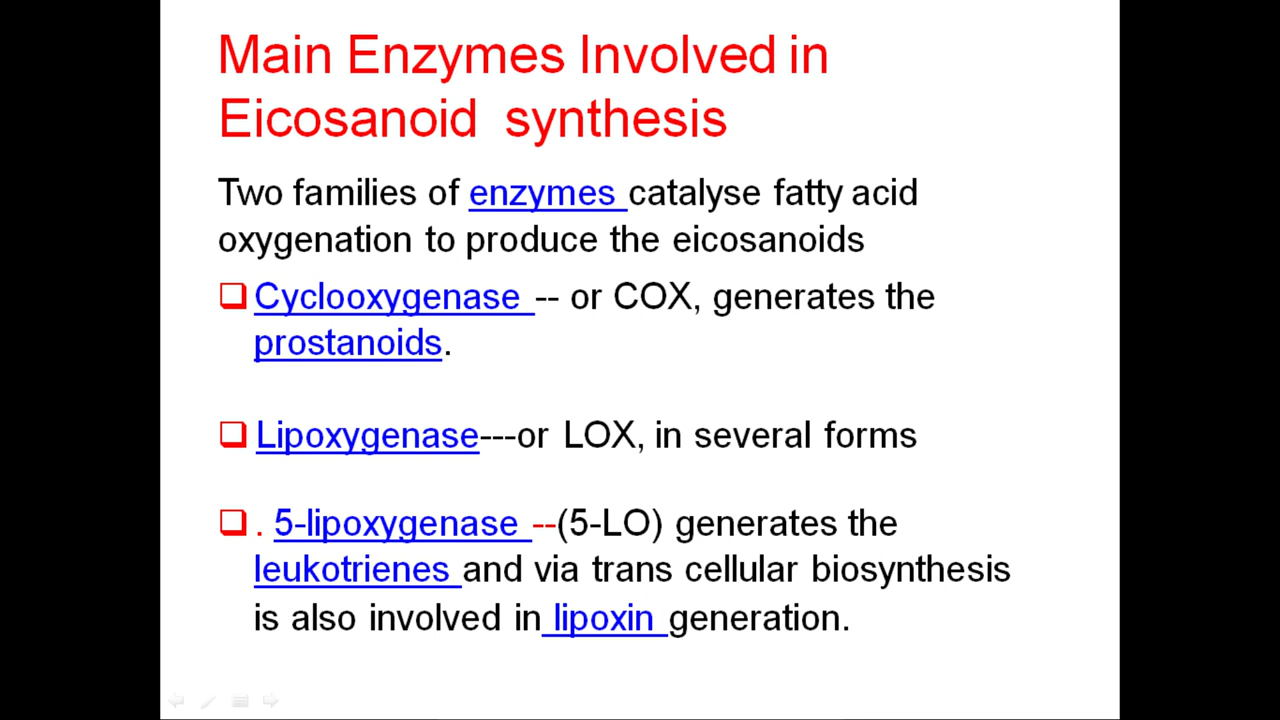 Main Enzymes Involved in
Eicosanoid synthesis
Two families of enzymes catalyse fatty acid
oxygenation to produce the eicosanoids
Cyclooxygenase -- or COX, generates the
prostanoids.
Lipoxygenase---or LOX, in several forms
. 5-lipoxygenase --(5-LO) generates the
leukotrienes and via trans cellular biosynthesis
is also involved in lipoxin generation.